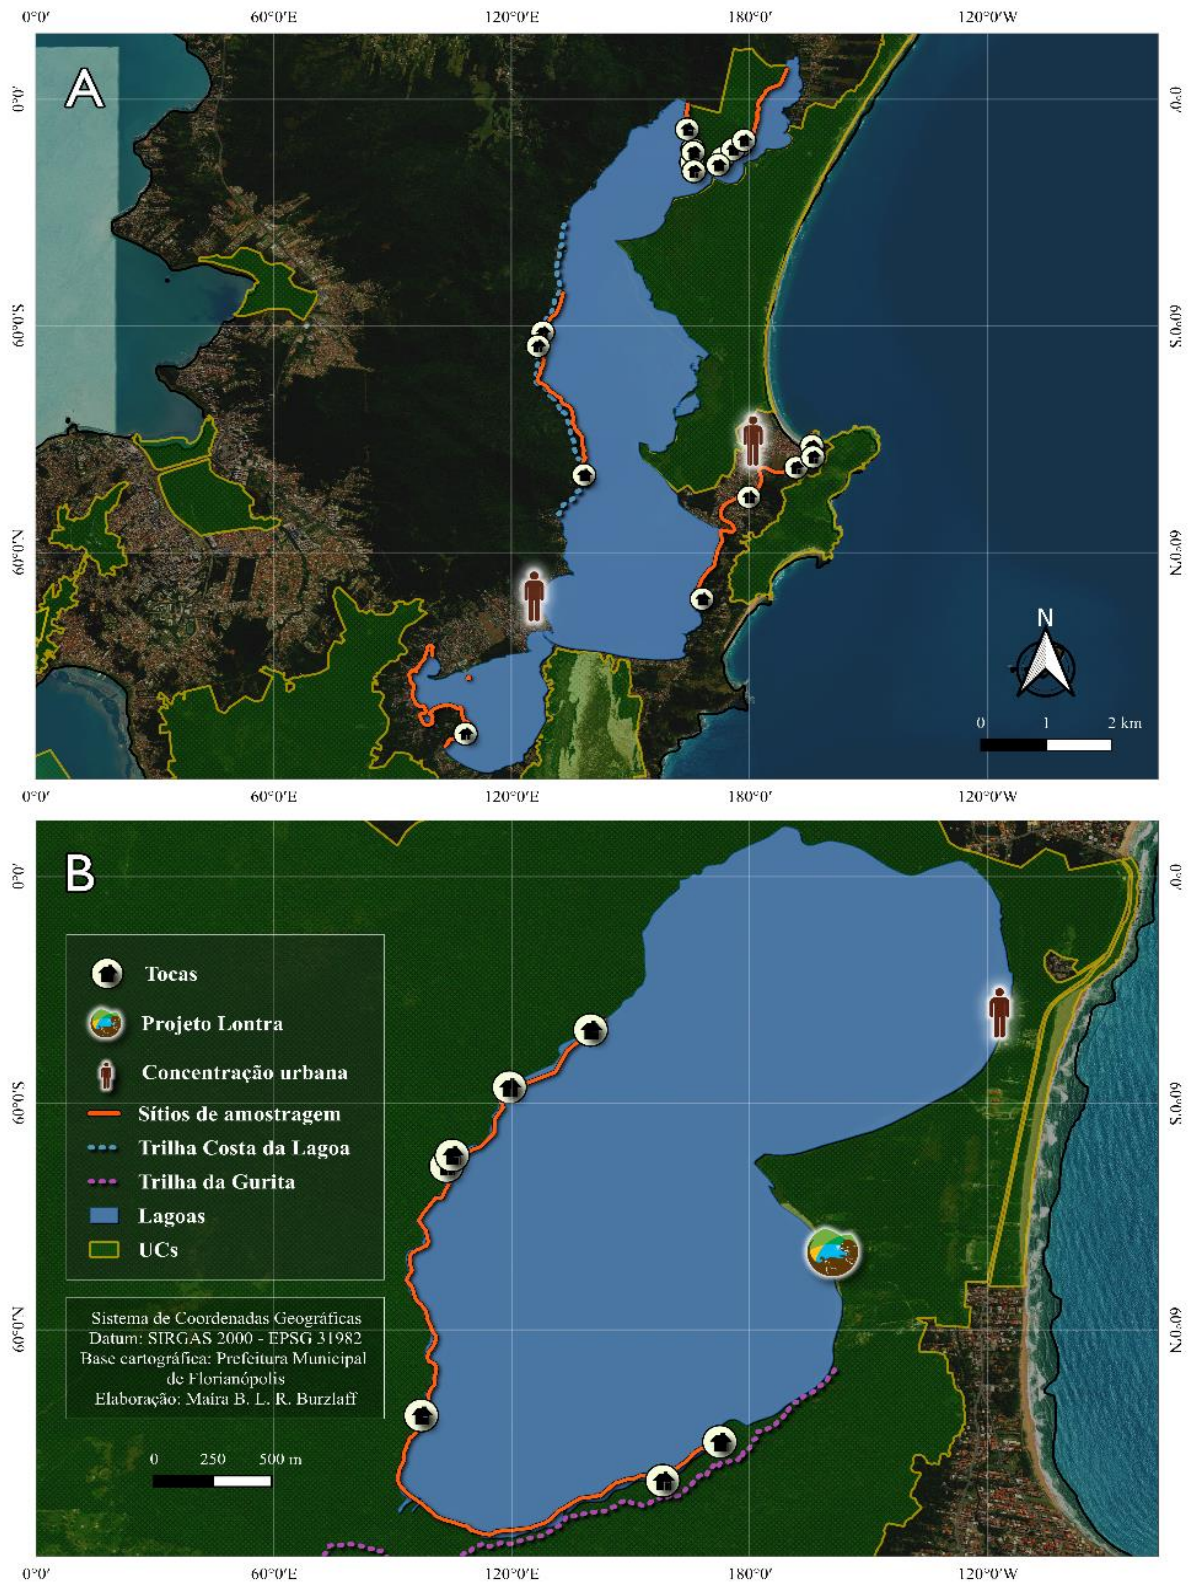 0°0' 60°0'E 120°0'E 180°0' 120°0'W
A
0°0' 0°0'
60°0'S 60°0'S
60°0'N 60°0'N
N
0 1 2 km
0°0' 60°0'E 120°0'E 180°0' 120°0'W
B
0°0' 0°0'
Tocas
Projeto Lontra
Concentração urbana
60°0'S 60°0'S
Sítios de amostragem
Trilha Costa da Lagoa
Trilha da Gurita
Lagoas
UCs
Sistema de Coordenadas Geográficas
Datum: SIRGAS 2000 - EPSG 31982
Base cartográfica: Prefeitura Municipal
de Florianópolis
Elaboração: Maíra B. L. R. Burzlaff
60°0'N 60°0'N
0 250 500 m
0°0' 60°0'E 120°0'E 180°0' 120°0'W